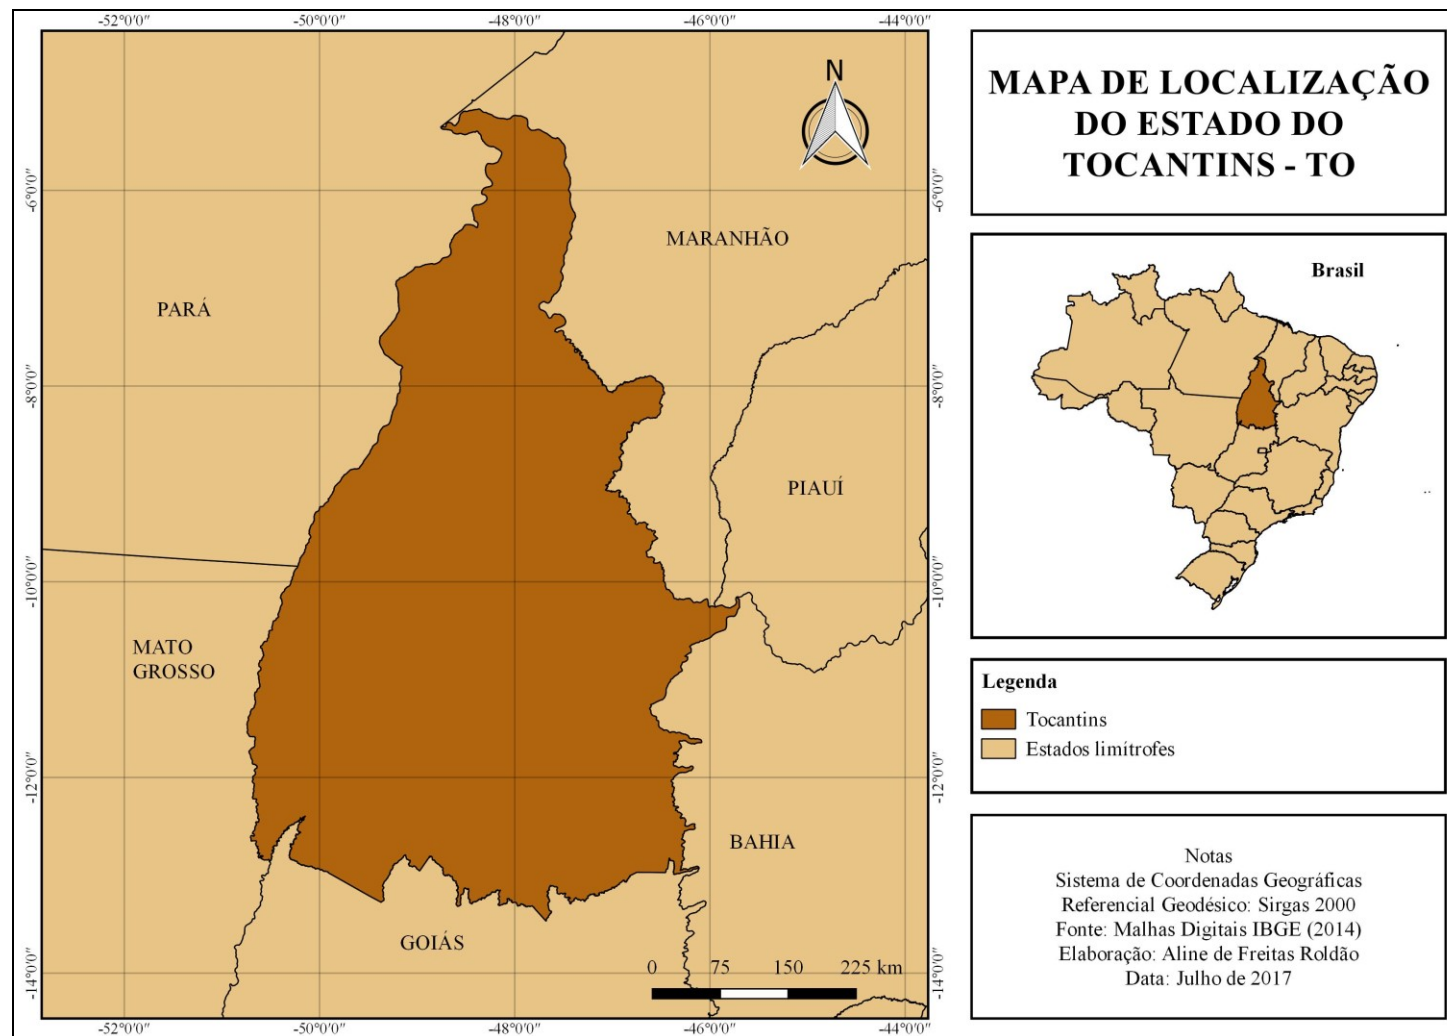 -52°0'0"
-50°0'0"
-48°0'0"
-46°0'0"
-44°0'0"
N
-6°0'0"
-6°0'0"
MARANHÃO
PARÁ
-8°0'0"
-8°0'0"
PIAUÍ
-10°0'0"
-10°0'0"
MATO
GROSSO
-12°0'0"
-12°0'0"
BAHIA
GOIÁS
-14°0'0"
-14°0'0"
0 75 150 225 km
-52°0'0"
-50°0'0"
-48°0'0"
-46°0'0"
-44°0'0"
MAPA DE LOCALIZAÇÃO
DO ESTADO DO
TOCANTINS - TO
Brasil
Legenda
Tocantins
Estados limítrofes
Notas
Sistema de Coordenadas Geográficas
Referencial Geodésico: Sirgas 2000
Fonte: Malhas Digitais IBGE (2014)
Elaboração: Aline de Freitas Roldão
Data: Julho de 2017